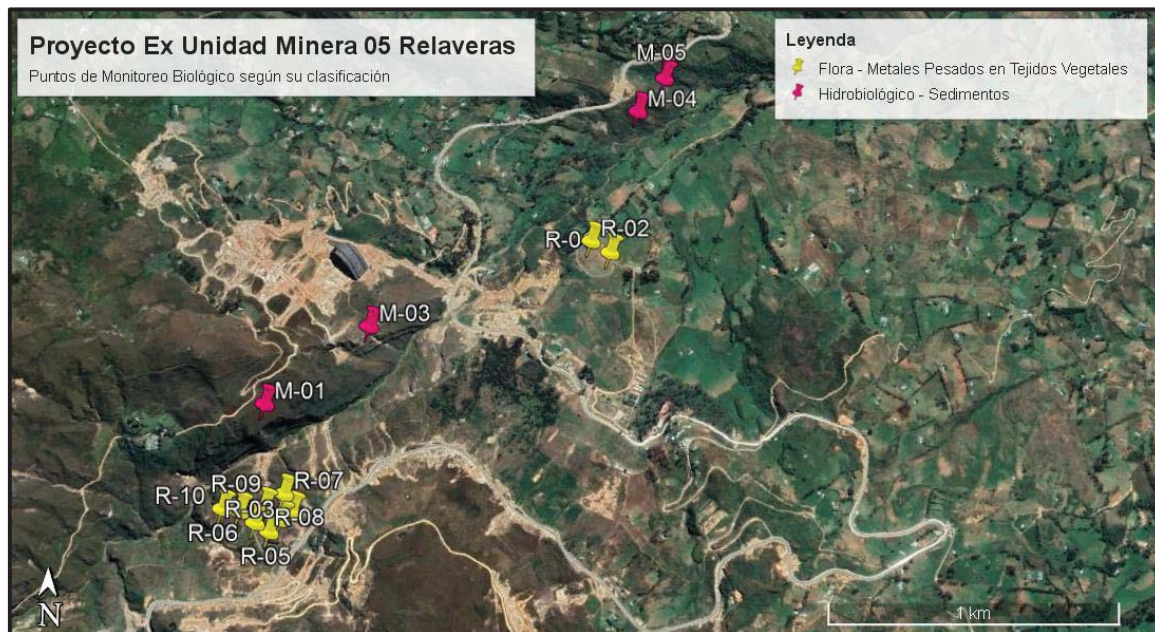 Proyecto Ex Unidad Minera 05 Relaveras
Puntos de Monitoreo Biológico según su clasificación
Leyenda
Flora - Metales Pesados en Tejidos Vegetales
Hidrobiológico - Sedimentos
M-05
M-04
R-0
R-02
M-03
M-01
R-09
R-07
R-10
R-03
R-08
R-06
R-05
N
1 km